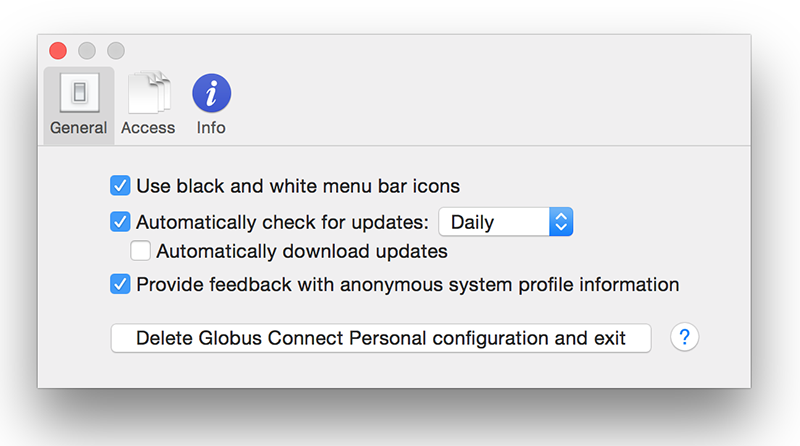 General Access Info
Use black and white menu bar icons
Automatically check for updates: Daily
Automatically download updates
Provide feedback with anonymous system profile information
Delete Globus Connect Personal configuration and exit ?